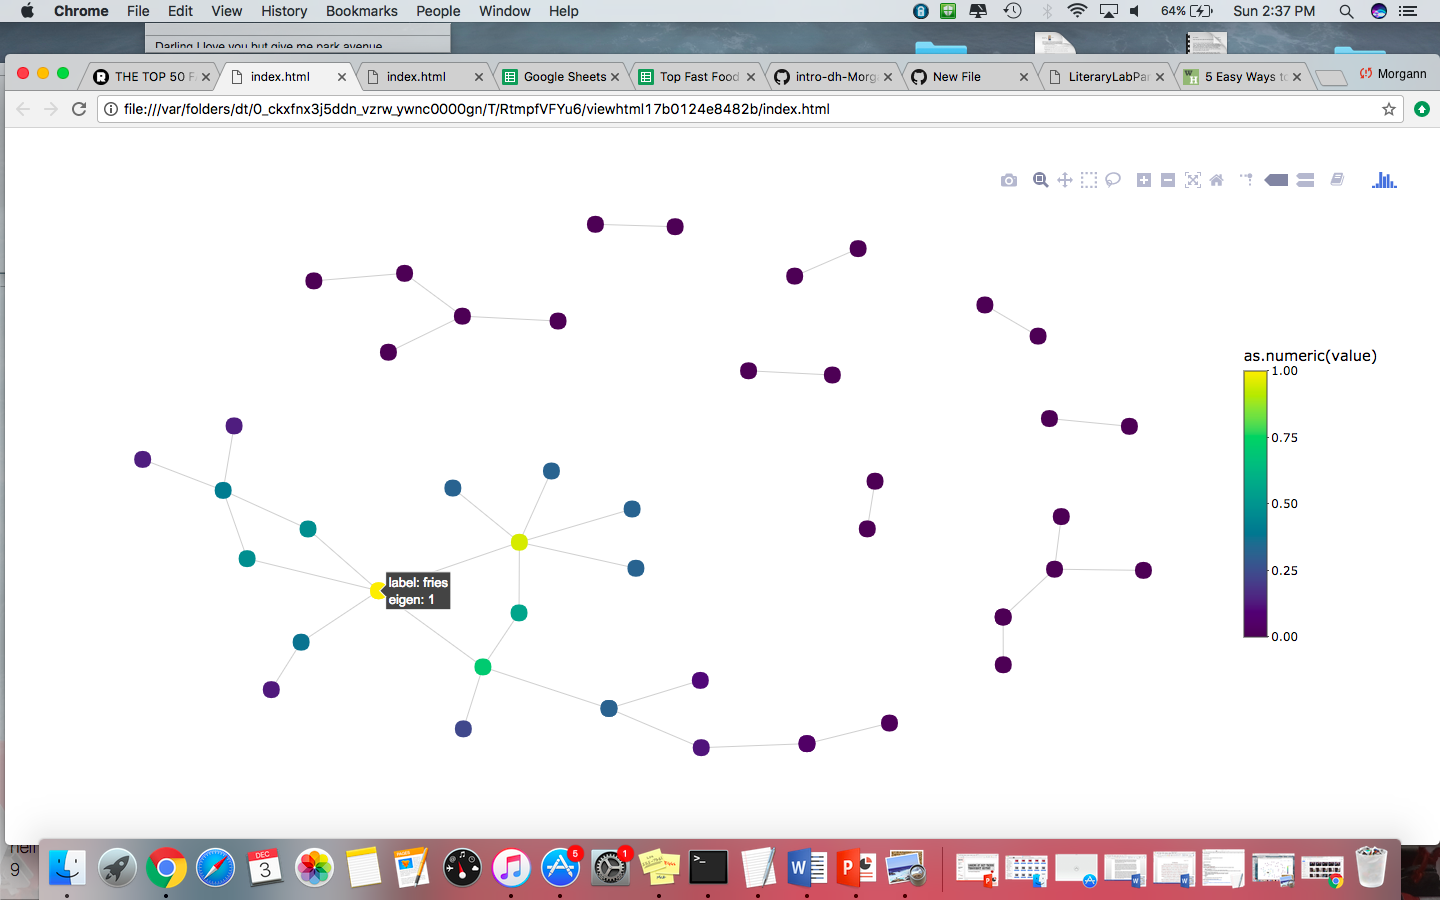 Chrome File Edit View History Bookmarks People Window Help 64% Sun 2:37 PM
Darling I love you but give me park avenue
THE TOP 50 F index.html index.html Google Sheets Top Fast Food intro-dh-Morg New File LiteraryLabPa 5 Easy Ways to Morgann
file:///var/folders/dt/0_ckxfnx3j5ddn_vzrw_ywnc0000gn/T/RtmpfVFYu6/viewhtml17b0124e8482b/index.html
as.numeric(value)
1.00
0.75
0.50
0.25
0.00
label: fries
eigen: 1
9
DEC
3
5
1